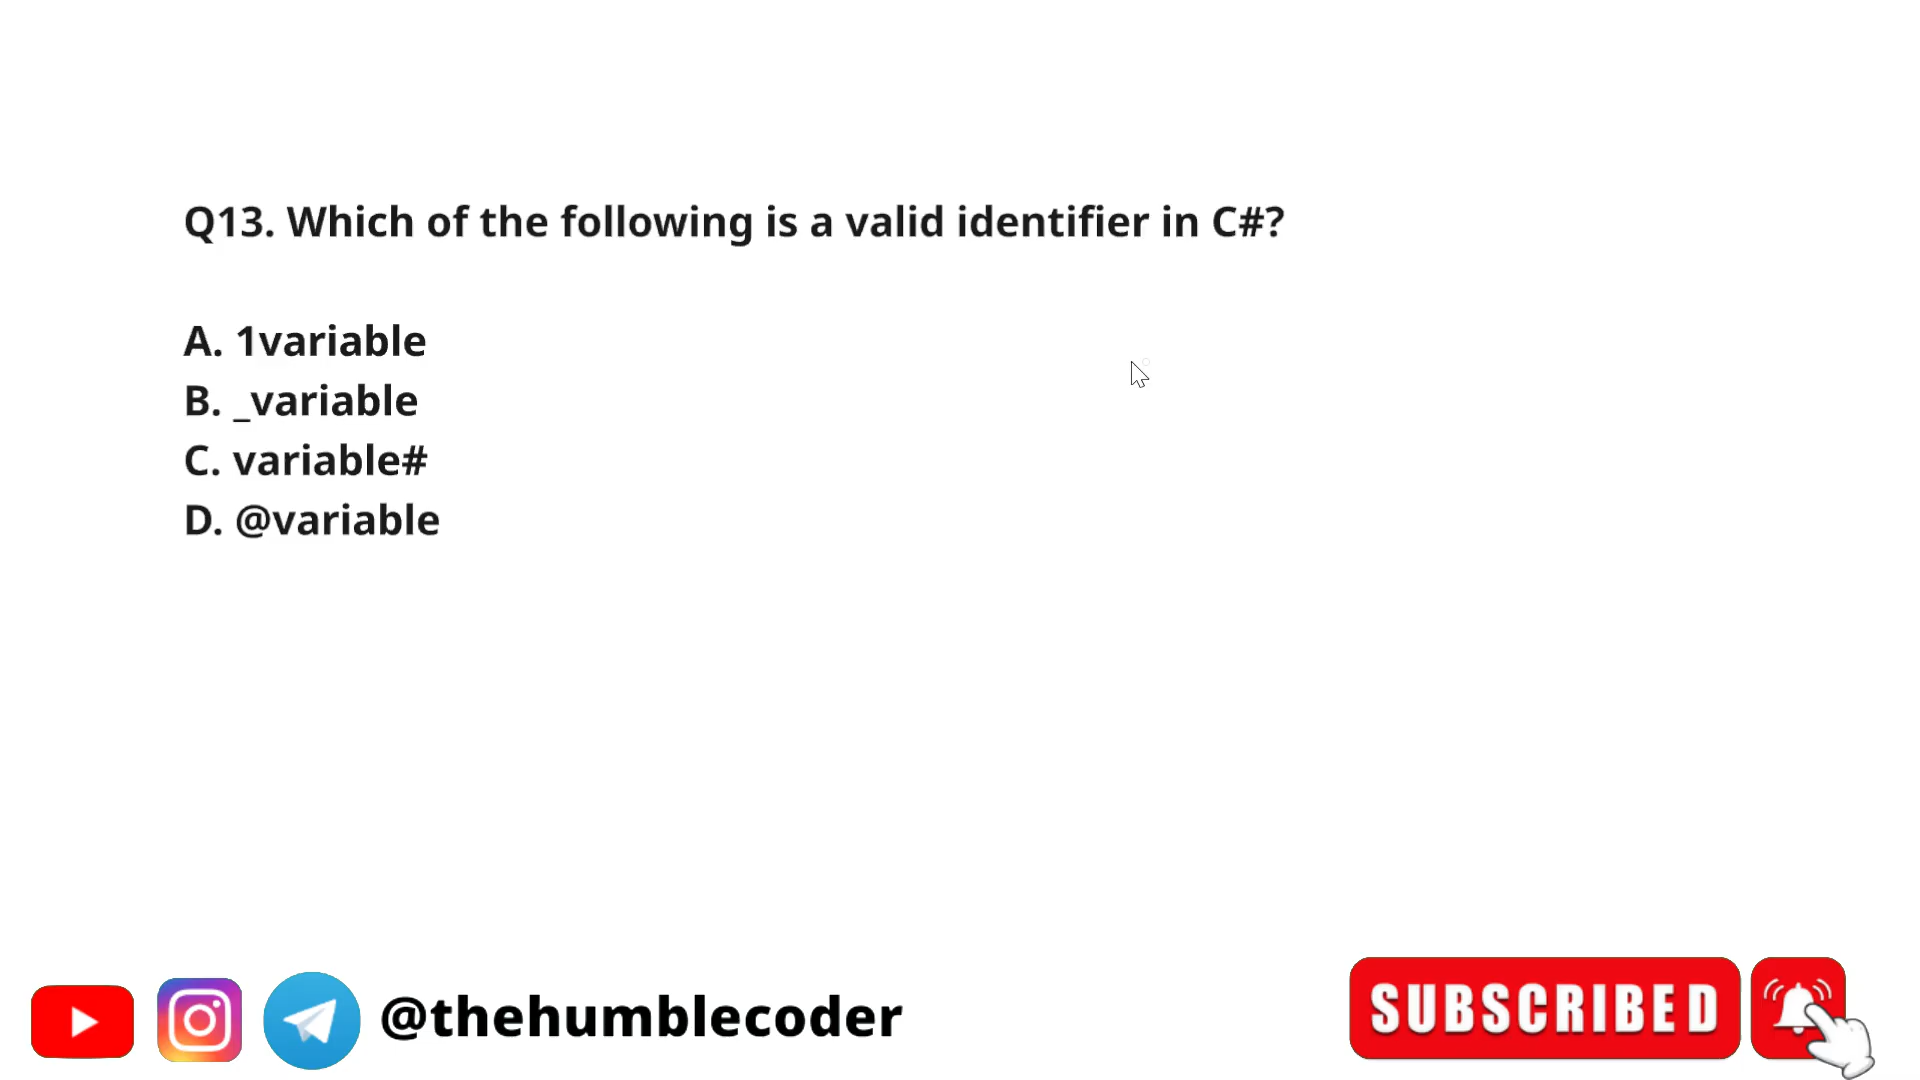 Q13. Which of the following is a valid identifier in C#?
A. 1variable
B. _variable
C. variable#
D. @variable
@thehumblecoder
SUBSCRIBED